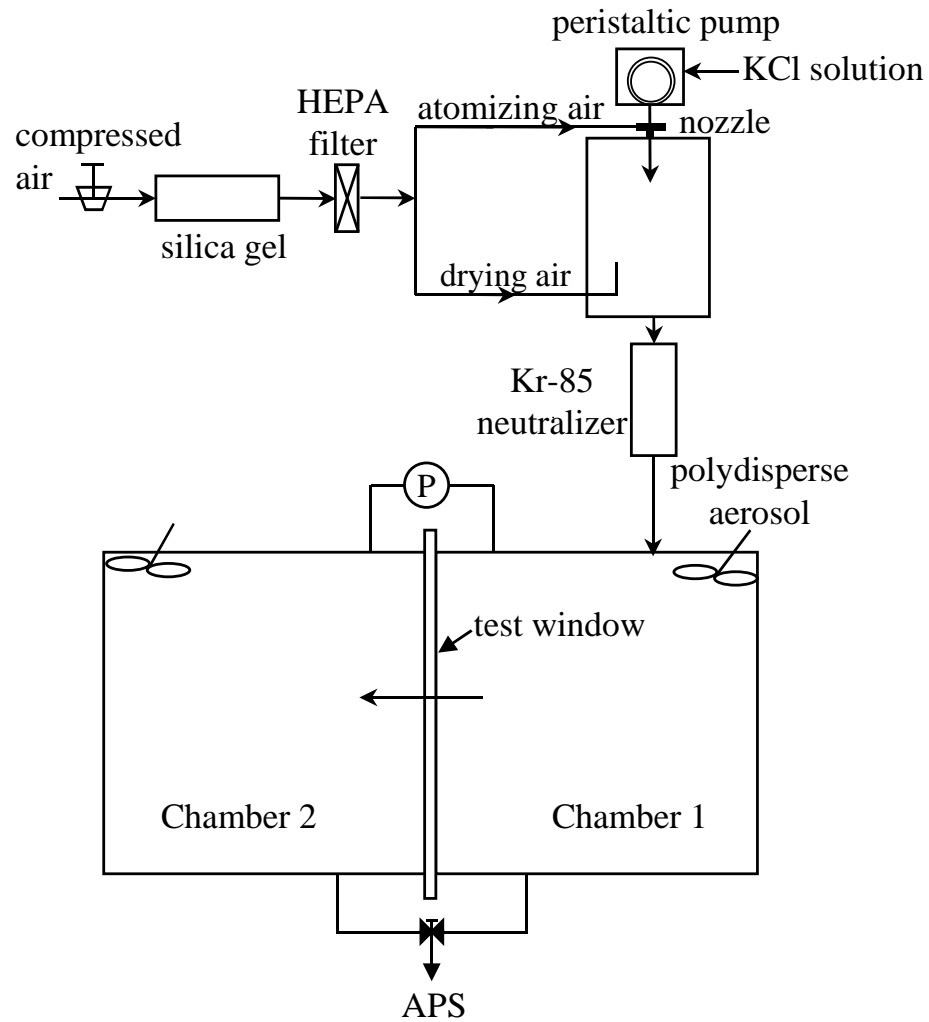 peristaltic pump
KCl solution
HEPA
filter
atomizing air
nozzle
compressed
air
silica gel
drying air
Kr-85
neutralizer
polydisperse
aerosol
P
test window
Chamber 2
Chamber 1
APS